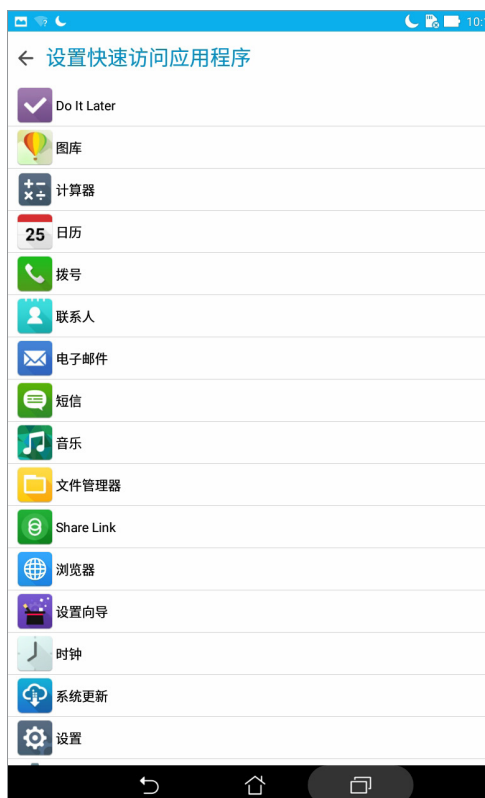 10:
设置快速访问应用程序
Do It Later
图库
计算器
25
日历
拨号
联系人
电子邮件
短信
音乐
文件管理器
Share Link
浏览器
设置向导
时钟
系统更新
设置